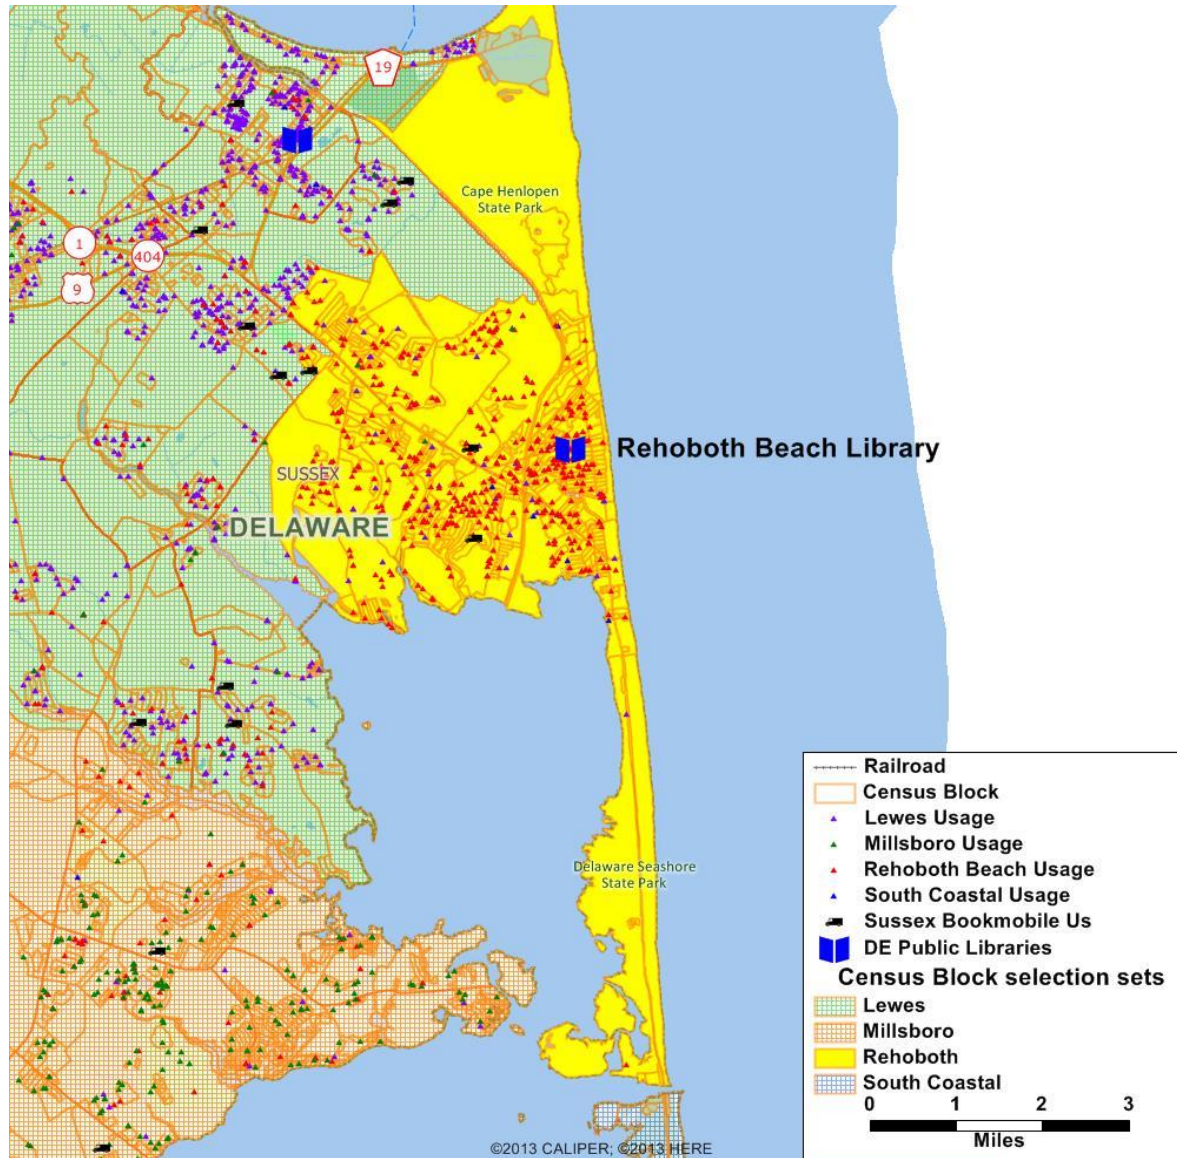 19
Cape Henlopen
State Park
1
404
9
Rehoboth Beach Library
SUSSEX
DELAWARE
Delaware Seashore
State Park
Railroad
Census Block
Lewes Usage
Millsboro Usage
Rehoboth Beach Usage
South Coastal Usage
Sussex Bookmobile Us
DE Public Libraries
Census Block selection sets
Lewes
Millsboro
Rehoboth
South Coastal
0 1 2 3
Miles
©2013 CALIPER; ©2013 HERE